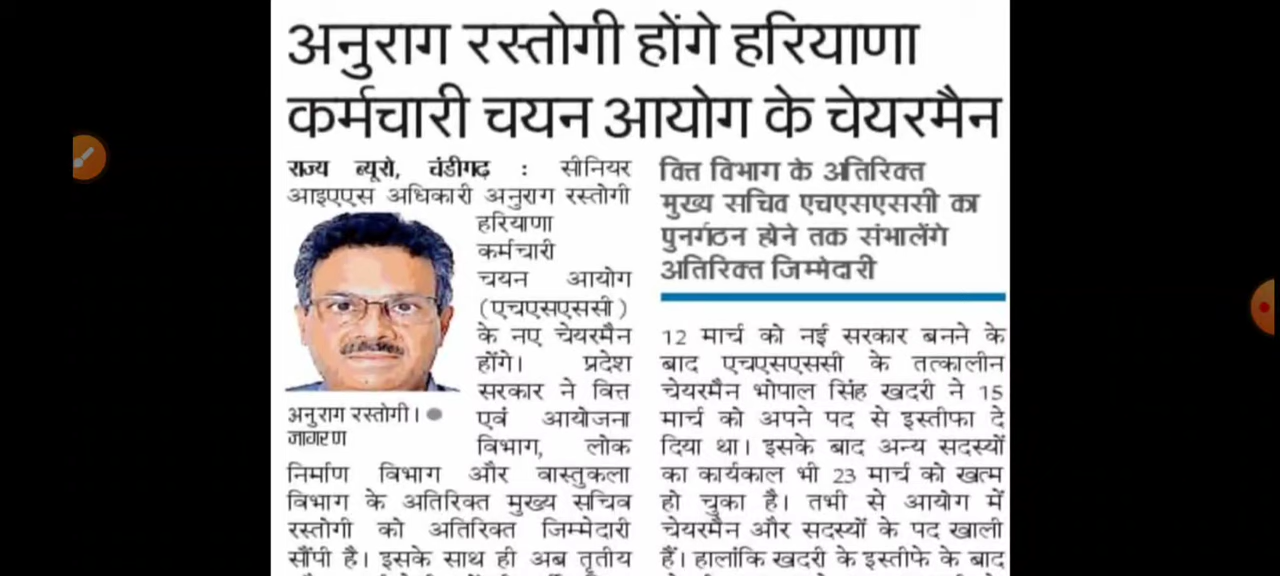 अनुराग रस्तोगी होंगे हरियाणा
कर्मचारी चयन आयोग के चेयरमैन
राज्य ब्यूरो, चंडीगढ़ : सीनियर
आइएएस अधिकारी अनुराग रस्तोगी
हरियाणा
कर्मचारी
चयन आयोग
(एचएसएससी)
के नए चेयरमैन
होंगे। प्रदेश
सरकार ने वित्त
एवं आयोजना
विभाग, लोक
अनुराग रस्तोगी। ●
जागरण
निर्माण विभाग और वास्तुकला
विभाग के अतिरिक्त मुख्य सचिव
रस्तोगी को अतिरिक्त जिम्मेदारी
सौंपी है। इसके साथ ही अब तृतीय
वित्त विभाग के अतिरिक्त
मुख्य सचिव एचएसएससी का
पुनर्गठन होने तक संभालेंगे
अतिरिक्त जिम्मेदारी
12 मार्च को नई सरकार बनने के
बाद एचएसएससी के तत्कालीन
चेयरमैन भोपाल सिंह खदरी ने 15
मार्च को अपने पद से इस्तीफा दे
दिया था। इसके बाद अन्य सदस्यों
का कार्यकाल भी 23 मार्च को खत्म
हो चुका है। तभी से आयोग में
चेयरमैन और सदस्यों के पद खाली
हैं। हालांकि खदरी के इस्तीफे के बाद